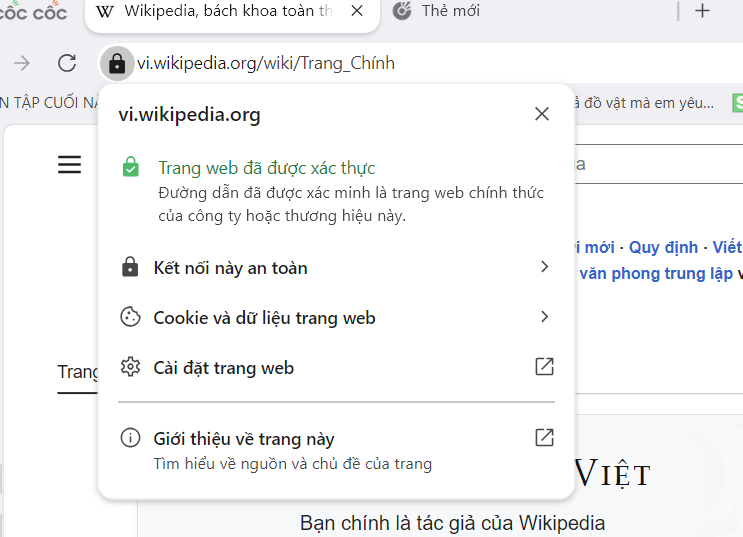 cốc cốc
Wikipedia, bách khoa toàn th
Thẻ mới
vi.wikipedia.org/wiki/Trang_Chính
N TẬP CUỐI
đồ vật mà em yêu...
vi.wikipedia.org
Trang web đã được xác thực
Đường dẫn đã được xác minh là trang web chính thức
của công ty hoặc thương hiệu này.
i mới · Quy định · Viết
văn phong trung lập
Kết nối này an toàn
Cookie và dữ liệu trang web
Cài đặt trang web
Trang
Giới thiệu về trang này
Tìm hiểu về nguồn và chủ đề của trang
Việt
Bạn chính là tác giả của Wikipedia